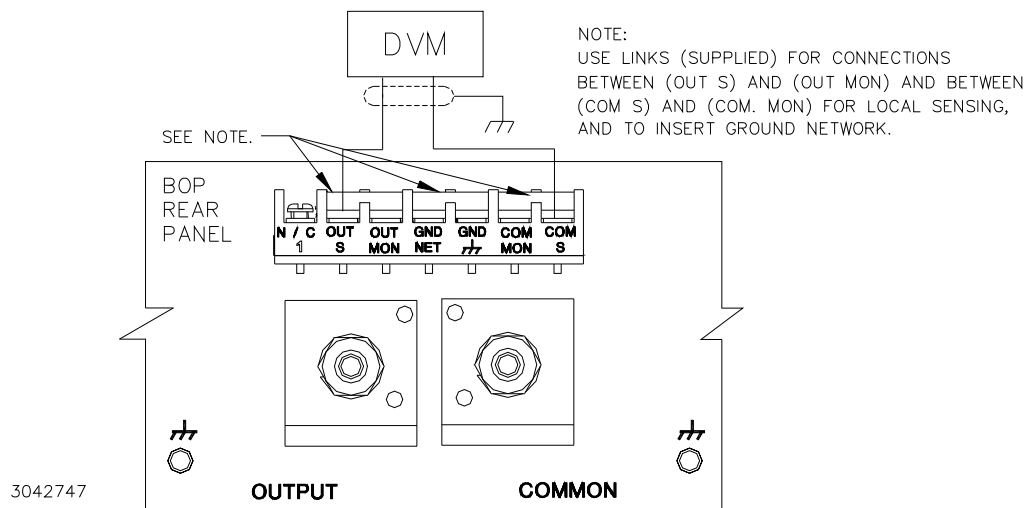 DVM
NOTE:
USE LINKS (SUPPLIED) FOR CONNECTIONS
BETWEEN (OUT S) AND (OUT MON) AND BETWEEN
(COM S) AND (COM. MON) FOR LOCAL SENSING,
AND TO INSERT GROUND NETWORK.
SEE NOTE.
BOP
REAR
PANEL
N / C
1
OUT
S
OUT
MON
GND
NET
GND
COM
MON
COM
S
OUTPUT
COMMON
3042747